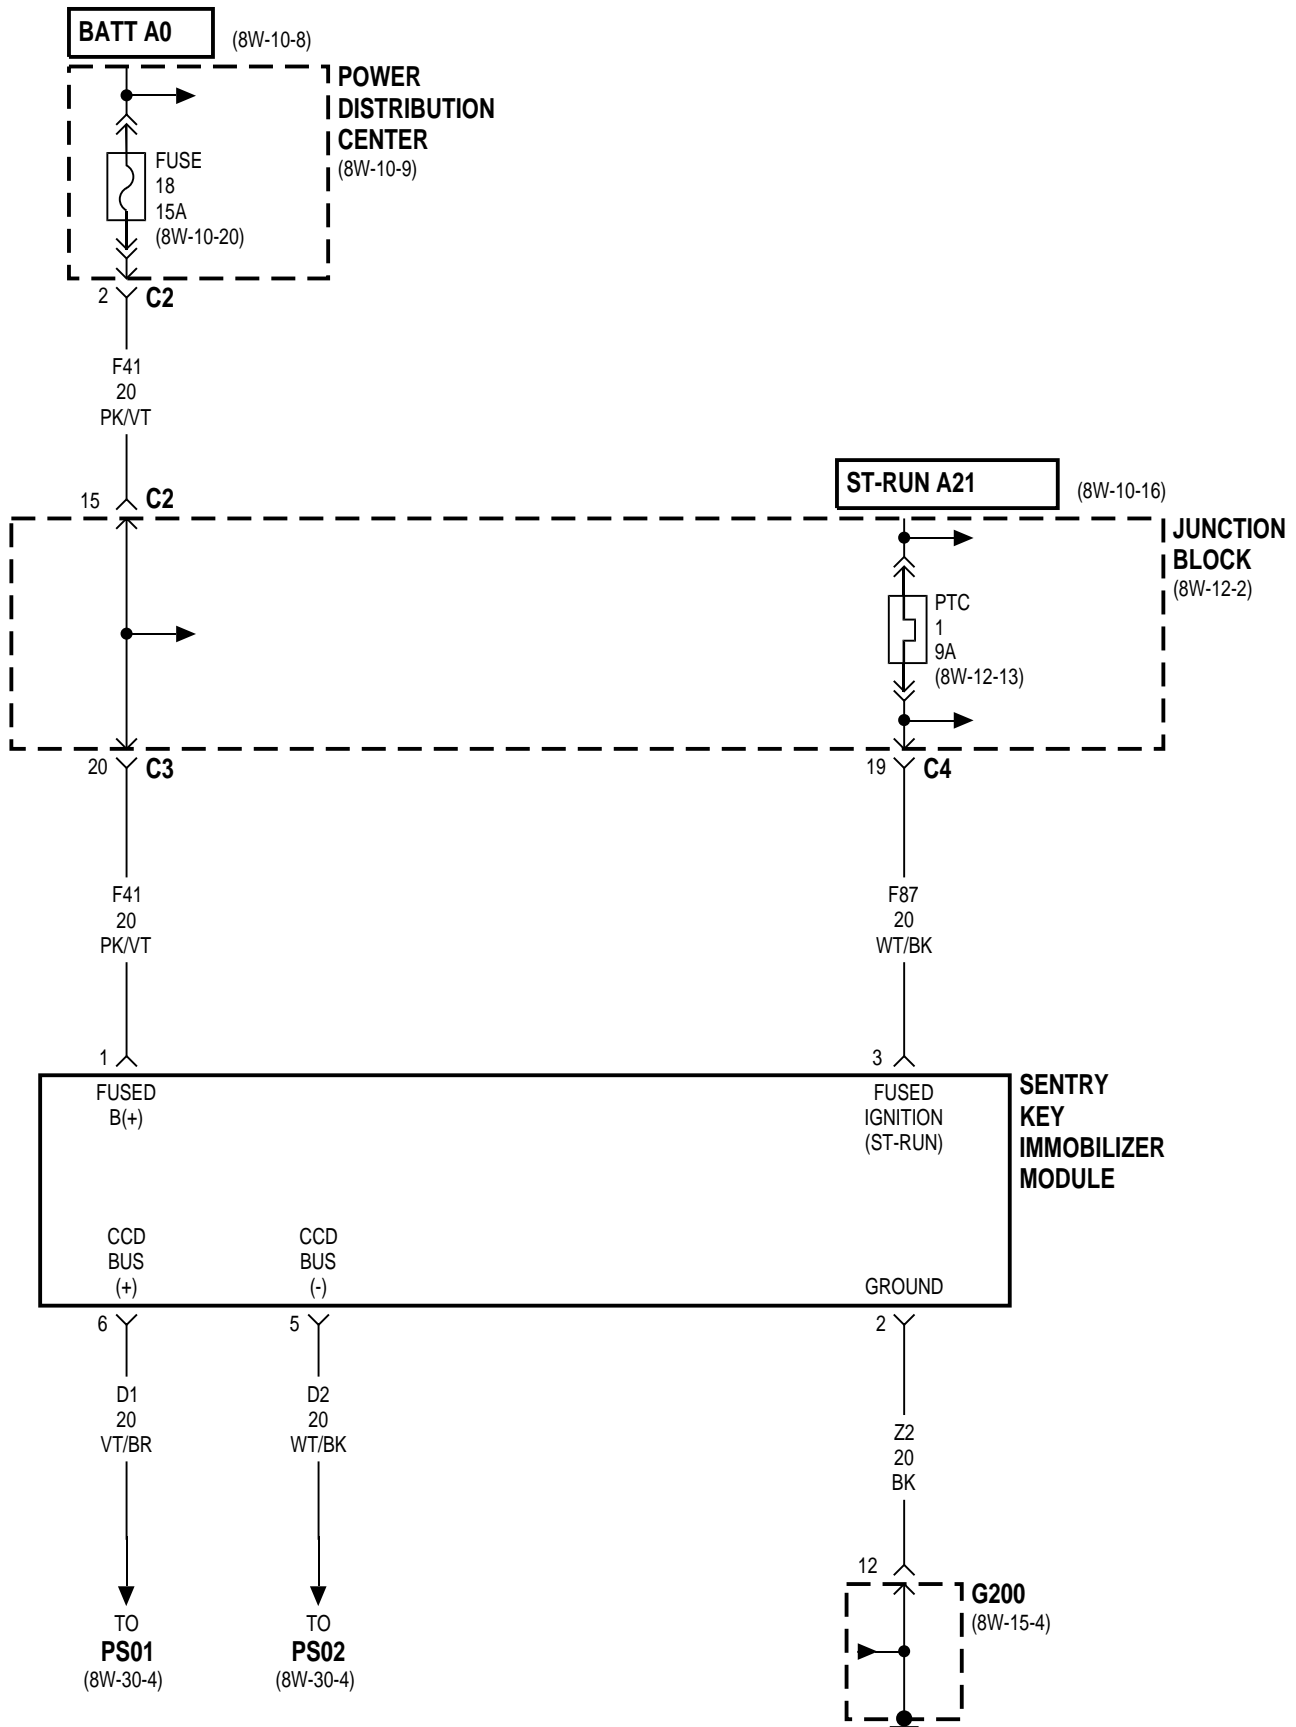 BATT A0
(8W-10-8)
POWER
DISTRIBUTION
CENTER
(8W-10-9)
FUSE
18
15A
(8W-10-20)
2
C2
F41
20
PK/VT
15
C2
ST-RUN A21
(8W-10-16)
JUNCTION
BLOCK
(8W-12-2)
PTC
1
9A
(8W-12-13)
20
C3
19
C4
F41
20
PK/VT
F87
20
WT/BK
1
3
FUSED
B(+)
FUSED
IGNITION
(ST-RUN)
SENTRY
KEY
IMMOBILIZER
MODULE
CCD
BUS
(+)
CCD
BUS
(-)
GROUND
6
5
2
D1
20
VT/BR
D2
20
WT/BK
Z2
20
BK
12
G200
(8W-15-4)
TO
PS01
(8W-30-4)
TO
PS02
(8W-30-4)